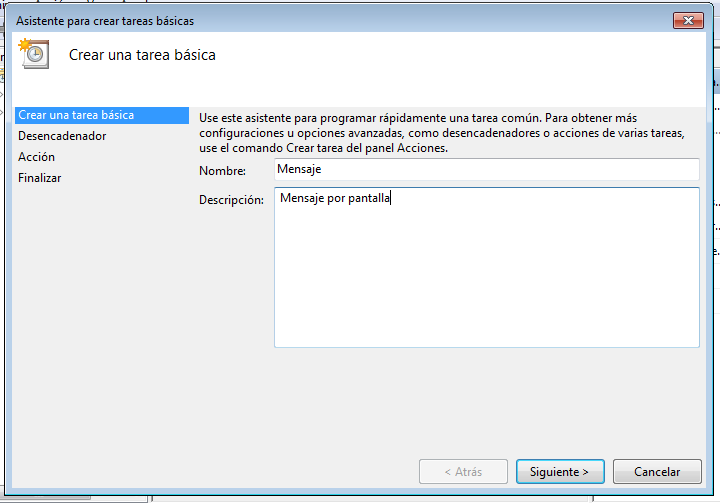 Asistente para crear tareas básicas
Crear una tarea básica
Crear una tarea básica
Desencadenador
Acción
Finalizar
Use este asistente para programar rápidamente una tarea común. Para obtener más
configuraciones u opciones avanzadas, como desencadenadores o acciones de varias tareas,
use el comando Crear tarea del panel Acciones.
Nombre: Mensaje
Descripción: Mensaje por pantalla
< Atrás Siguiente > Cancelar